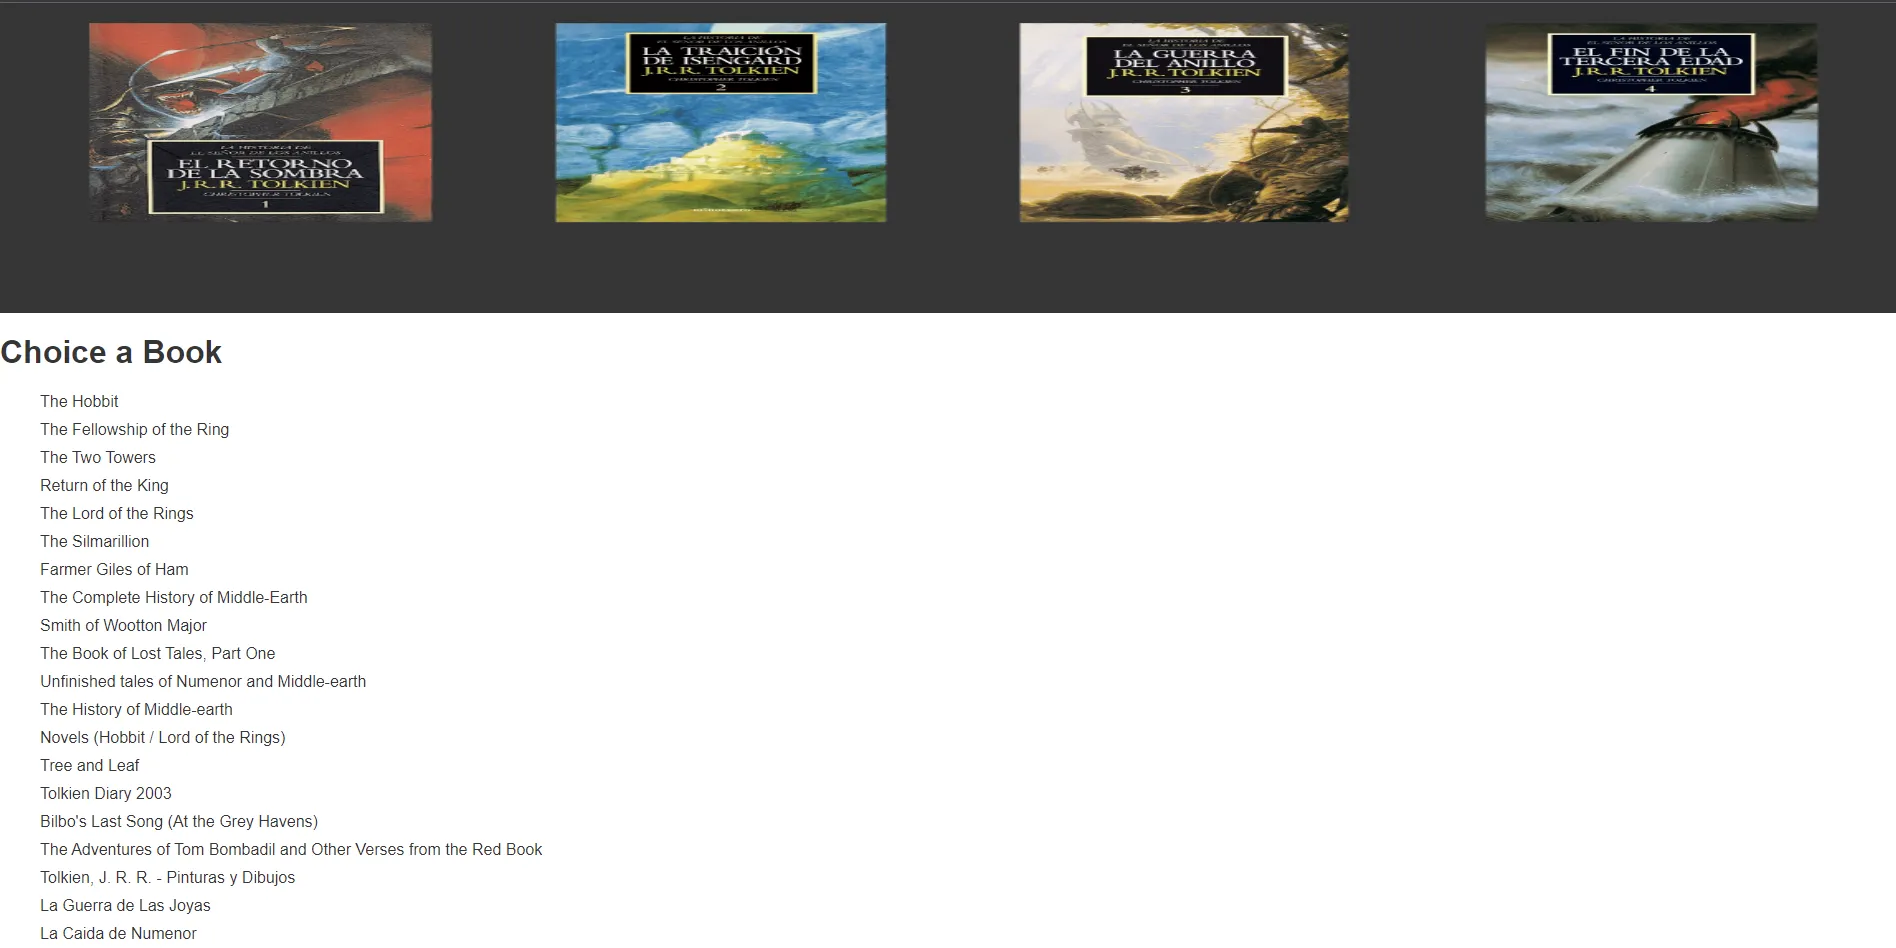 LA HISTORIA DE
EL SEÑOR DE LOS ANILLOS
EL RETORNO
DE LA SOMBRA
J.R.R. TOLKIEN
CHRISTOPHER TOLKIEN
1
LA HISTORIA DE
EL SEÑOR DE LOS ANILLOS
LA TRAICIÓN
DE ISENGARD
J.R.R. TOLKIEN
CHRISTOPHER TOLKIEN
2
LA HISTORIA DE
EL SEÑOR DE LOS ANILLOS
LA GUERRA
DEL ANILLO
J.R.R. TOLKIEN
CHRISTOPHER TOLKIEN
3
LA HISTORIA DE
EL SEÑOR DE LOS ANILLOS
EL FIN DE LA
TERCERA EDAD
J.R.R. TOLKIEN
CHRISTOPHER TOLKIEN
4
Choice a Book
The Hobbit
The Fellowship of the Ring
The Two Towers
Return of the King
The Lord of the Rings
The Silmarillion
Farmer Giles of Ham
The Complete History of Middle-Earth
Smith of Wootton Major
The Book of Lost Tales, Part One
Unfinished tales of Numenor and Middle-earth
The History of Middle-earth
Novels (Hobbit / Lord of the Rings)
Tree and Leaf
Tolkien Diary 2003
Bilbo's Last Song (At the Grey Havens)
The Adventures of Tom Bombadil and Other Verses from the Red Book
Tolkien, J. R. R. - Pinturas y Dibujos
La Guerra de Las Joyas
La Caida de Numenor